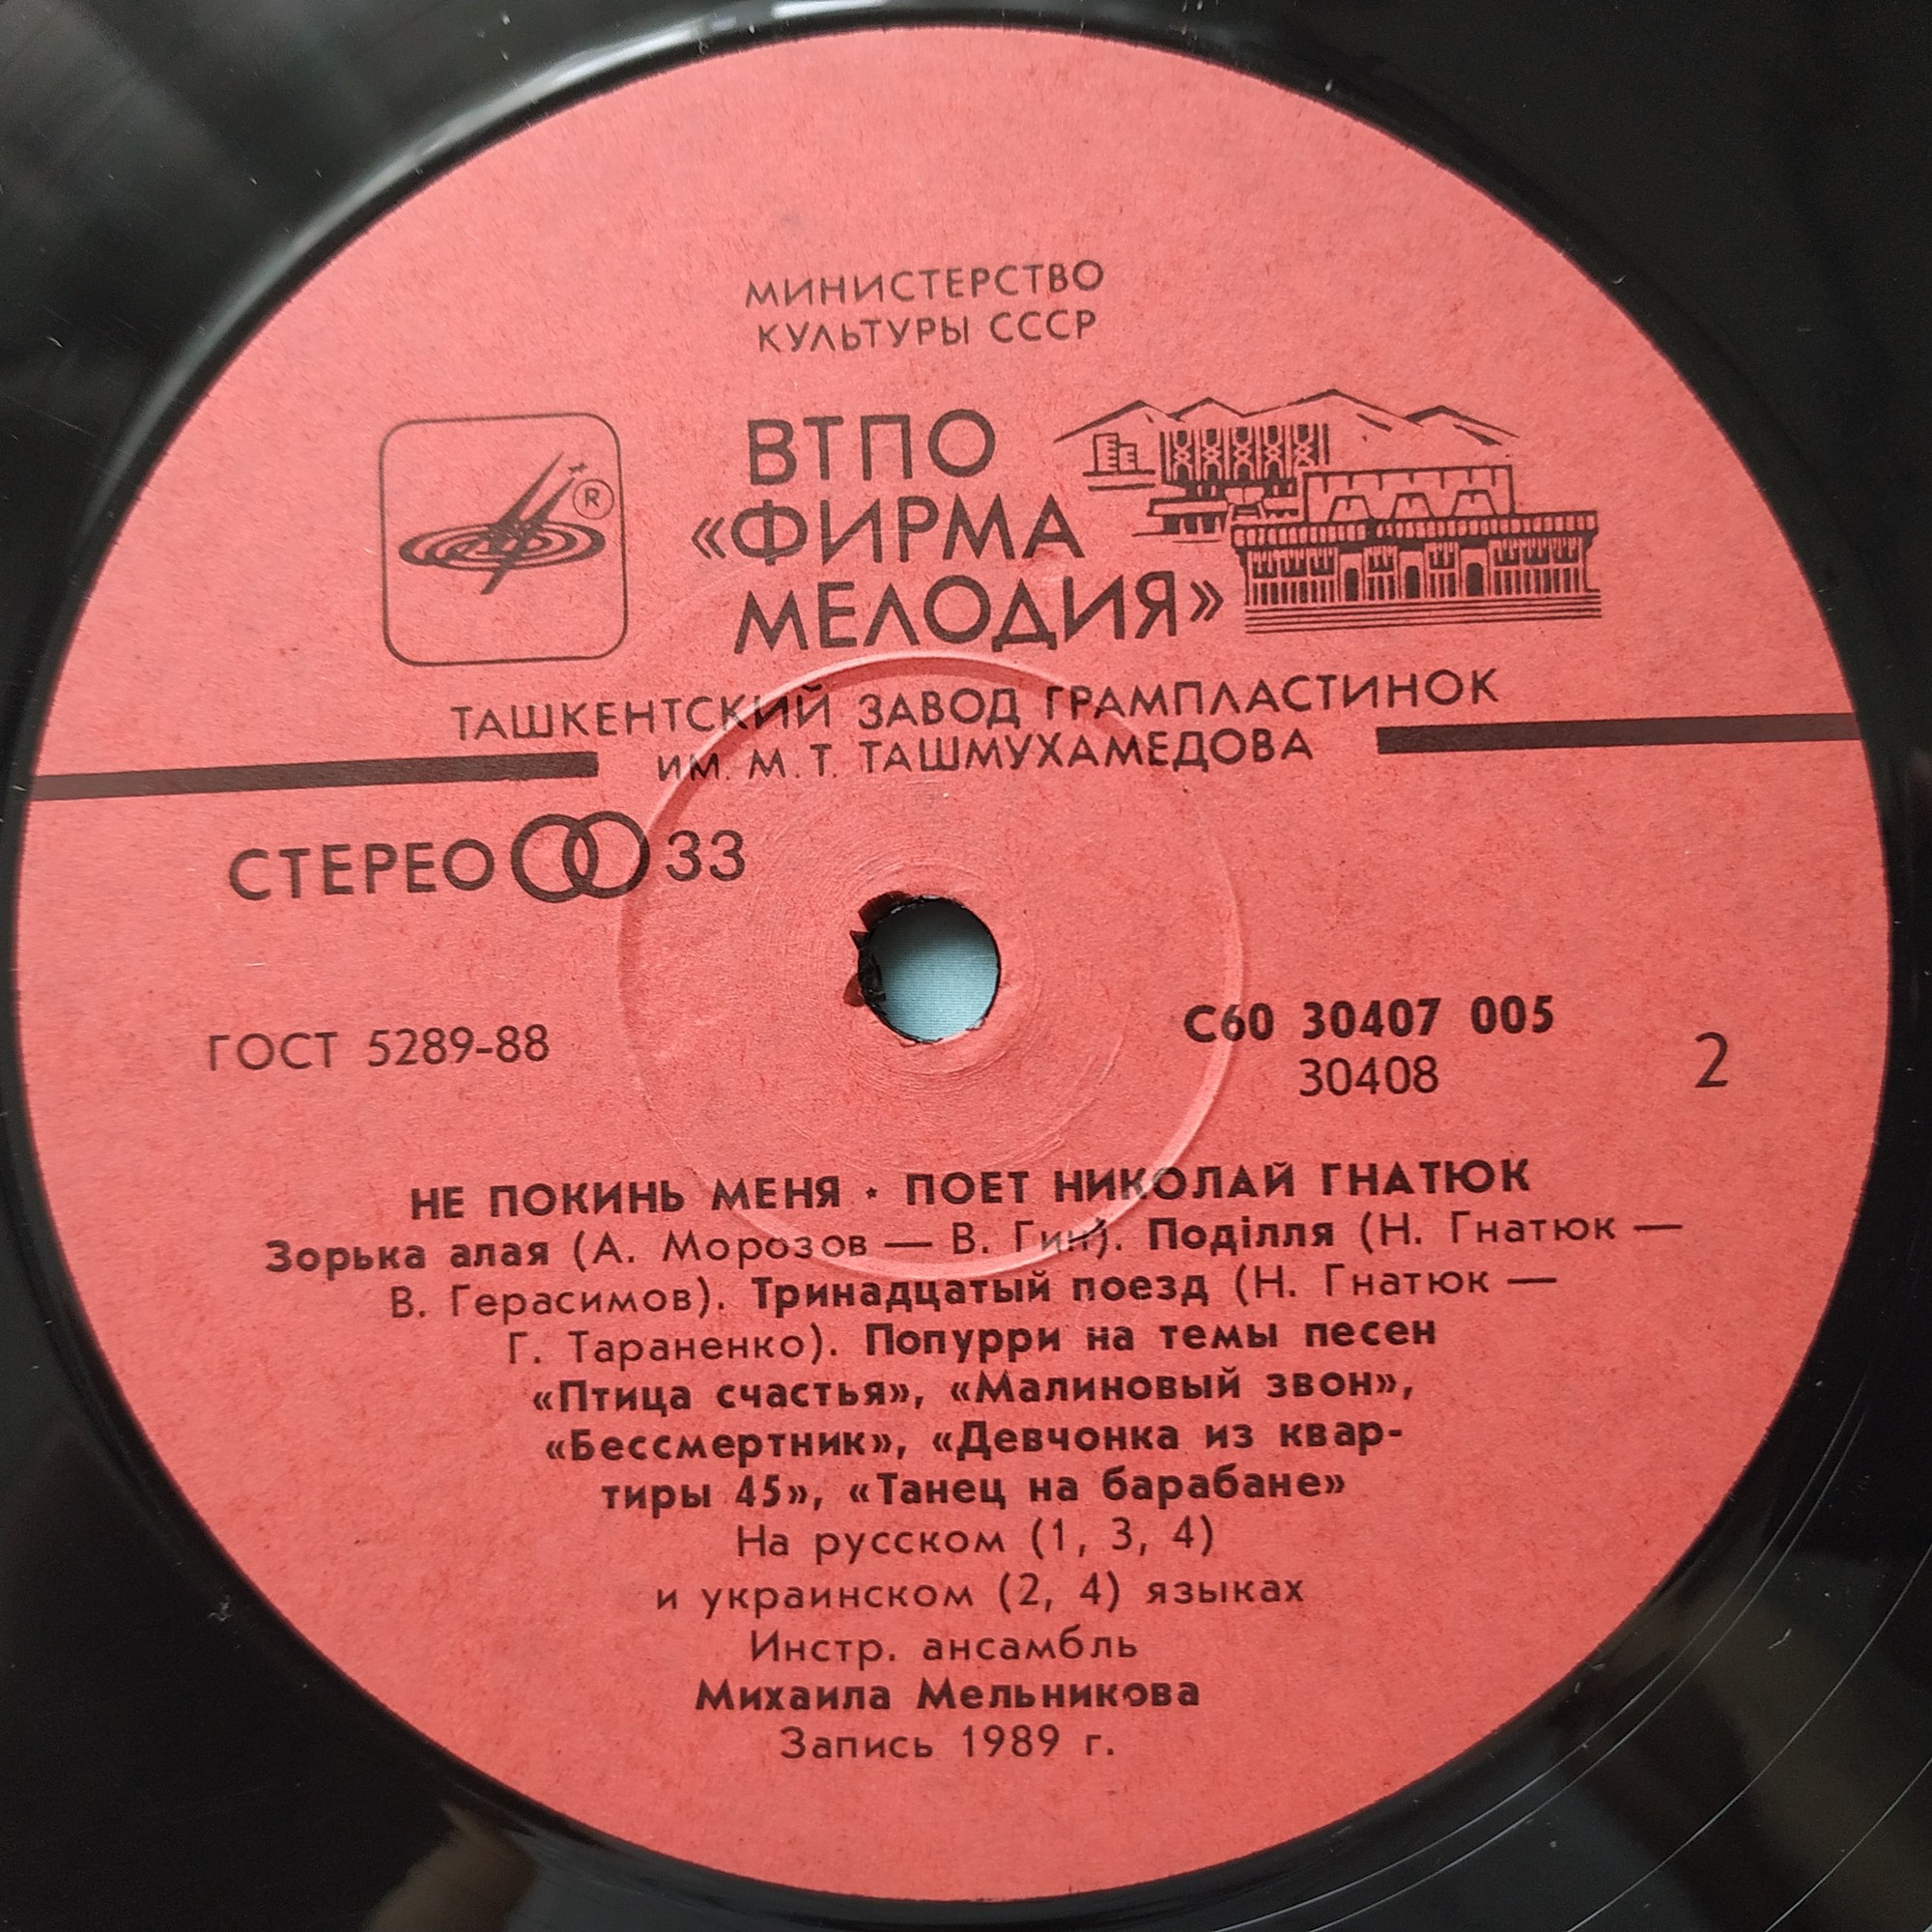 МИНИСТЕРСТВО
КУЛЬТУРЫ СССР
ВТПО
«ФИРМА
МЕЛОДИЯ»
®
ТАШКЕНТСКИЙ ЗАВОД ГРАМПЛАСТИНОК
ИМ. М. Т. ТАШМУХАМЕДОВА
СТЕРЕО 33
ГОСТ 5289-88
С60 30407 005
30408
2
НЕ ПОКИНЬ МЕНЯ • ПОЕТ НИКОЛАЙ ГНАТЮК
Зорька алая (А. Морозов — В. Гин). Поділля (Н. Гнатюк —
В. Герасимов). Тринадцатый поезд (Н. Гнатюк —
Г. Тараненко). Попурри на темы песен
«Птица счастья», «Малиновый звон»,
«Бессмертник», «Девчонка из квар-
тиры 45», «Танец на барабане»
На русском (1, 3, 4)
и украинском (2, 4) языках
Инстр. ансамбль
Михаила Мельникова
Запись 1989 г.